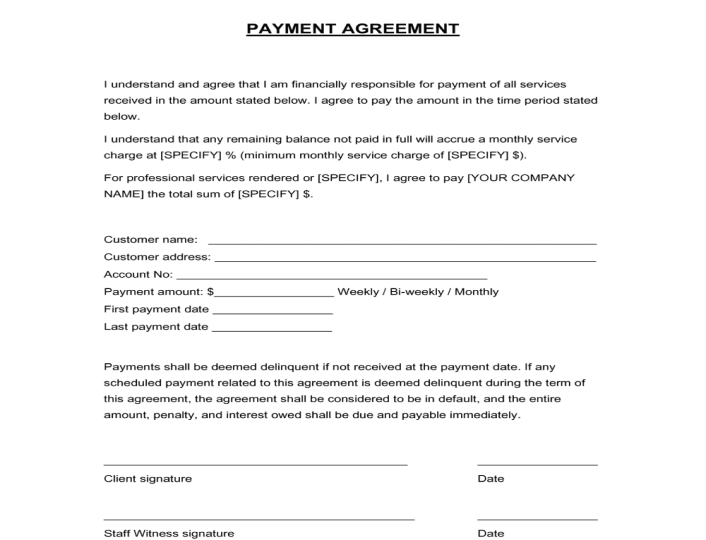 PAYMENT AGREEMENT
I understand and agree that I am financially responsible for payment of all services
received in the amount stated below. I agree to pay the amount in the time period stated
below.
I understand that any remaining balance not paid in full will accrue a monthly service
charge at [SPECIFY] % (minimum monthly service charge of [SPECIFY] $).
For professional services rendered or [SPECIFY], I agree to pay [YOUR COMPANY
NAME] the total sum of [SPECIFY] $.
Customer name:
Customer address:
Account No:
Payment amount: $ Weekly / Bi-weekly / Monthly
First payment date
Last payment date
Payments shall be deemed delinquent if not received at the payment date. If any
scheduled payment related to this agreement is deemed delinquent during the term of
this agreement, the agreement shall be considered to be in default, and the entire
amount, penalty, and interest owed shall be due and payable immediately.
Client signature Date
Staff Witness signature Date